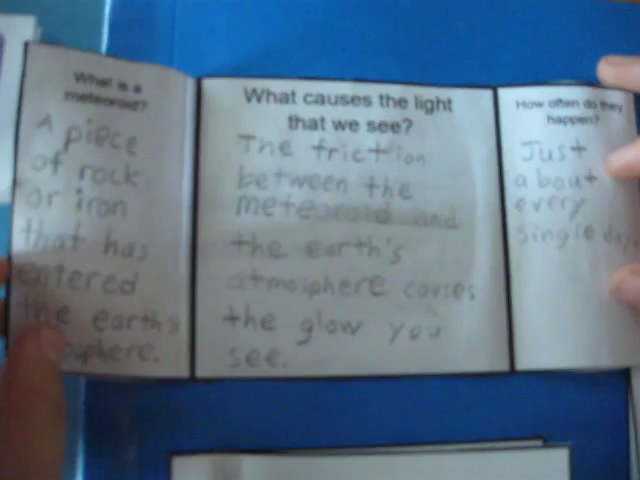 What is a
meteoroid?
A piece
of rock
or iron
that has
entered
the earth's
What causes the light
that we see?
The friction
between the
meteoroid and
the earth's
atmosphere causes
the glow you
see.
How often do they
happen?
Just
about
every
single day.